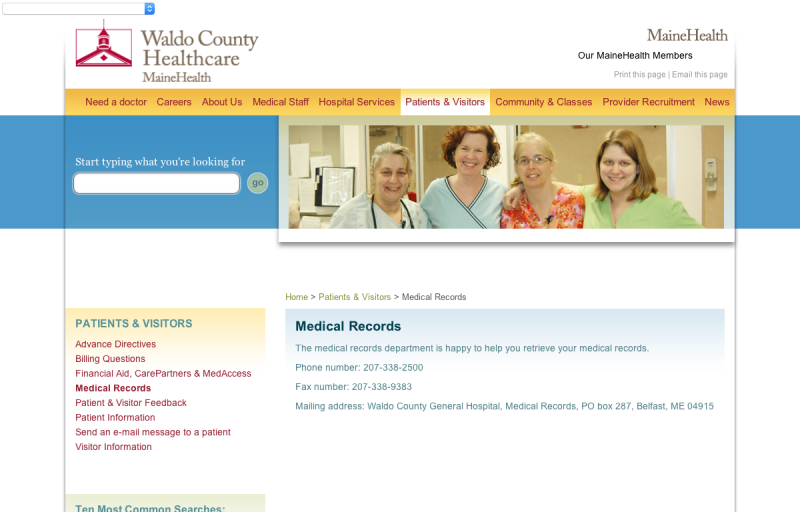 Waldo County
Healthcare
MaineHealth
MaineHealth
Our MaineHealth Members
Print this page | Email this page
Need a doctor Careers About Us Medical Staff Hospital Services Patients & Visitors Community & Classes Provider Recruitment News
Start typing what you're looking for
go
Home > Patients & Visitors > Medical Records
PATIENTS & VISITORS
Advance Directives
Billing Questions
Financial Aid, CarePartners & MedAccess
Medical Records
Patient & Visitor Feedback
Patient Information
Send an e-mail message to a patient
Visitor Information
Medical Records
The medical records department is happy to help you retrieve your medical records.
Phone number: 207-338-2500
Fax number: 207-338-9383
Mailing address: Waldo County General Hospital, Medical Records, PO box 287, Belfast, ME 04915
Ten Most Common Searches: